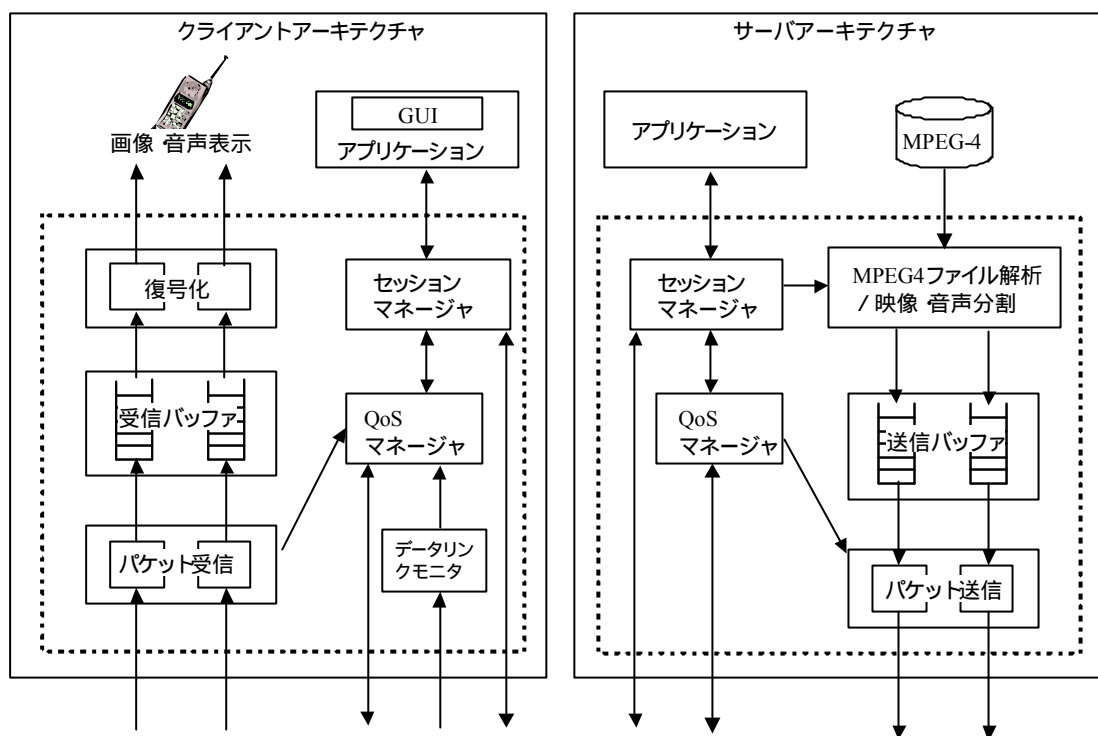 クライアントアーキテクチャ
画像・音声表示
GUI
アプリケーション
セッション
マネージャ
復号化
受信バッファ
QoS
マネージャ
パケット受信
データリン
クモニタ
サーバアーキテクチャ
アプリケーション
MPEG-4
セッション
マネージャ
MPEG4ファイル解析
/ 映像・音声分割
QoS
マネージャ
送信バッファ
パケット送信